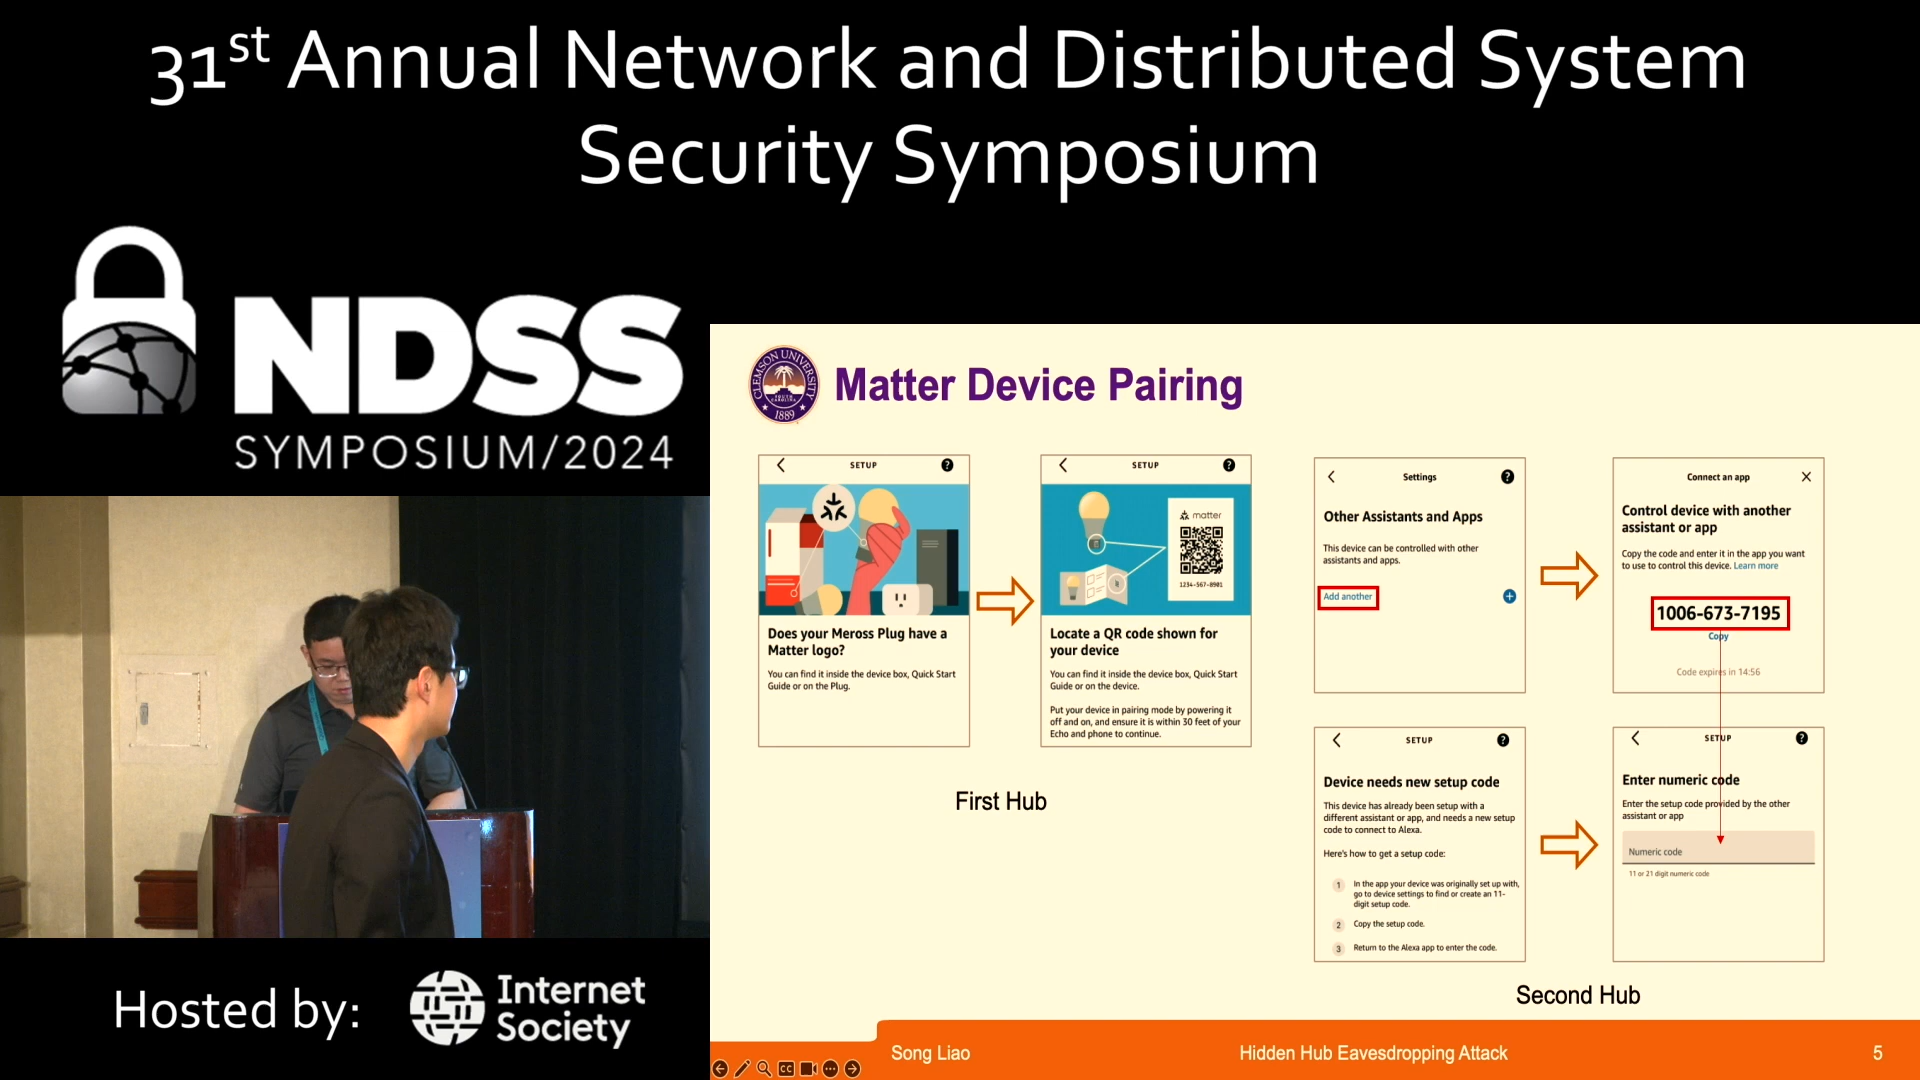 31st Annual Network and Distributed System
Security Symposium
NDSS
SYMPOSIUM/2024
CLEMSON UNIVERSITY
1889
Matter Device Pairing
SETUP
Does your Meross Plug have a
Matter logo?
You can find it inside the device box, Quick Start
Guide or on the Plug.
SETUP
matter
1234-567-8901
Locate a QR code shown for
your device
You can find it inside the device box, Quick Start
Guide or on the device.
Put your device in pairing mode by powering it
off and on, and ensure it is within 30 feet of your
Echo and phone to continue.
First Hub
Settings
Other Assistants and Apps
This device can be controlled with other
assistants and apps.
Add another
Connect an app
Control device with another
assistant or app
Copy the code and enter it in the app you want
to use to control this device. Learn more
1006-673-7195
Copy
Code expires in 14:56
SETUP
Device needs new setup code
This device has already been setup with a
different assistant or app, and needs a new setup
code to connect to Alexa.
Here's how to get a setup code:
1 In the app your device was originally set up with,
go to device settings to find or create an 11-
digit setup code.
2 Copy the setup code.
3 Return to the Alexa app to enter the code.
SETUP
Enter numeric code
Enter the setup code provided by the other
assistant or app
Numeric code
11 or 21 digit numeric code
Second Hub
Hosted by:
Internet
Society
Song Liao
Hidden Hub Eavesdropping Attack
5
CC